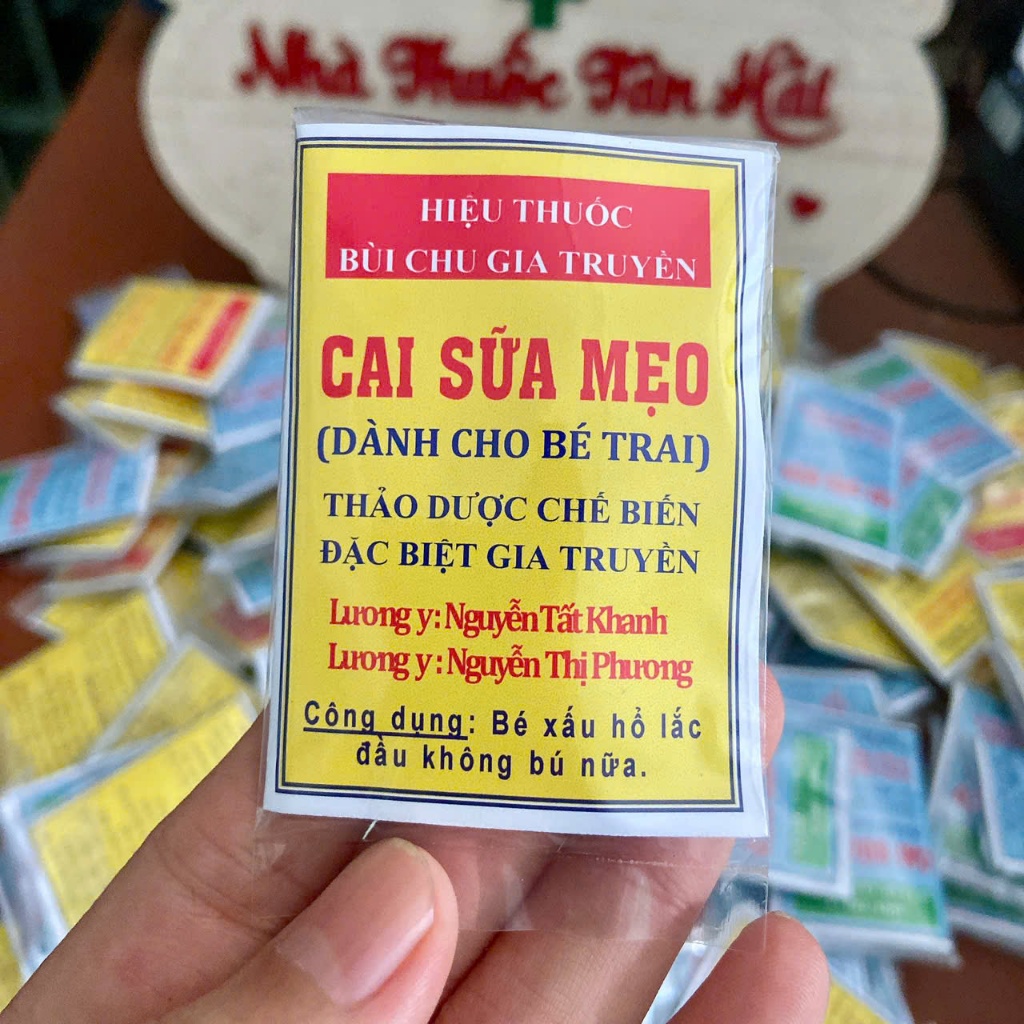 Nhà Thuốc Tân Hải
HIỆU THUỐC
BÙI CHU GIA TRUYỀN
CAI SỮA MẸO
(DÀNH CHO BÉ TRAI)
THẢO DƯỢC CHẾ BIẾN
ĐẶC BIỆT GIA TRUYỀN
Lương y: Nguyễn Tất Khanh
Lương y: Nguyễn Thị Phương
Công dụng: Bé xấu hổ lắc
đầu không bú nữa.